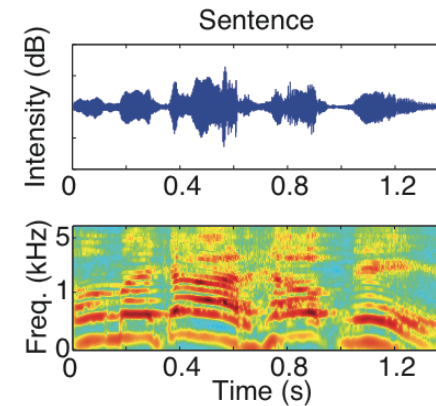 Sentence
Intensity (dB)
0 0.4 0.8 1.2
Freq. (kHz)
5
1
0
0 0.4 0.8 1.2
Time (s)